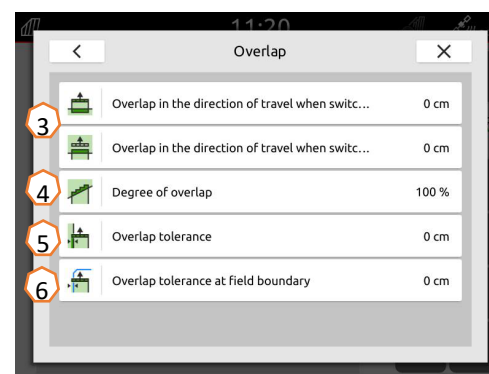 11:20
Overlap
3
Overlap in the direction of travel when switc... 0 cm
Overlap in the direction of travel when switc... 0 cm
4 Degree of overlap 100 %
5 Overlap tolerance 0 cm
6 Overlap tolerance at field boundary 0 cm